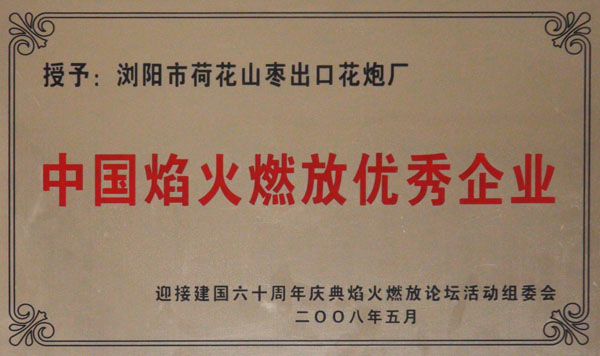 授予：浏阳市荷花山枣出口花炮厂
中国焰火燃放优秀企业
迎接建国六十周年庆典焰火燃放论坛活动组委会
二〇〇八年五月